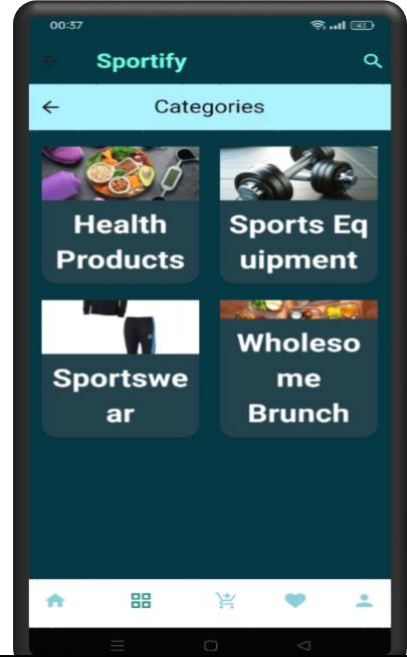 00:37
Sportify
Categories
Health
Products
Sports Eq
uipment
Sportswe
ar
Wholeso
me
Brunch